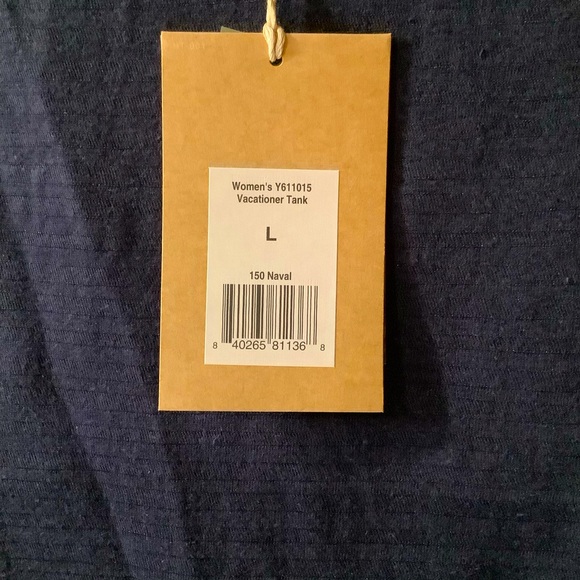 Women's Y611015
Vacationer Tank
L
150 Naval
8 40265 81136 8